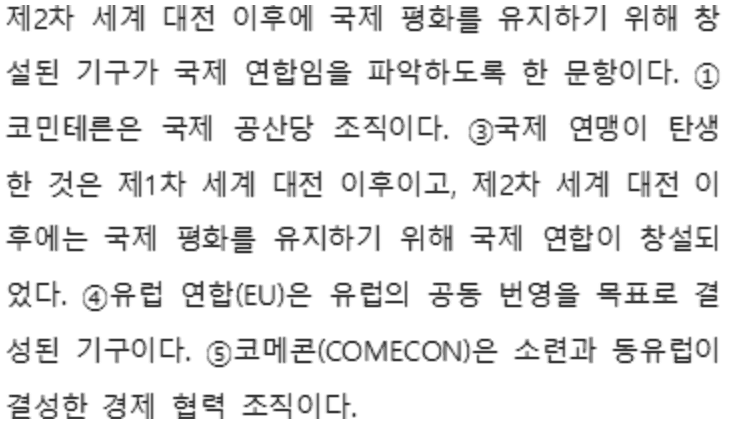 제2차 세계 대전 이후에 국제 평화를 유지하기 위해 창
설된 기구가 국제 연합임을 파악하도록 한 문항이다. ①
코민테른은 국제 공산당 조직이다. ③국제 연맹이 탄생
한 것은 제1차 세계 대전 이후이고, 제2차 세계 대전 이
후에는 국제 평화를 유지하기 위해 국제 연합이 창설되
었다. ④유럽 연합(EU)은 유럽의 공동 번영을 목표로 결
성된 기구이다. ⑤코메콘(COMECON)은 소련과 동유럽이
결성한 경제 협력 조직이다.